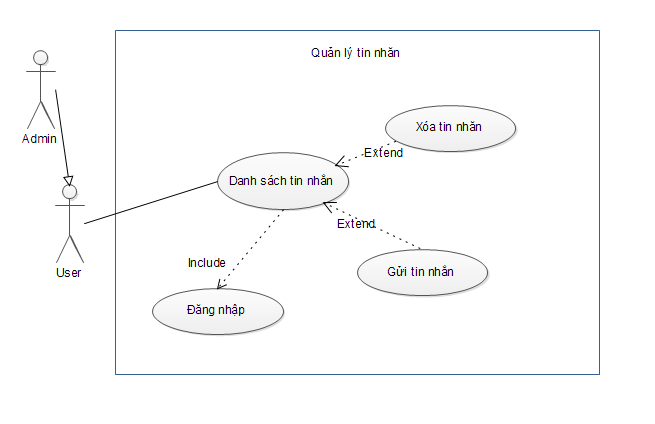 Quản lý tin nhắn
Admin
Xóa tin nhắn
Extend
Danh sách tin nhắn
User
Extend
Include
Gửi tin nhắn
Đăng nhập